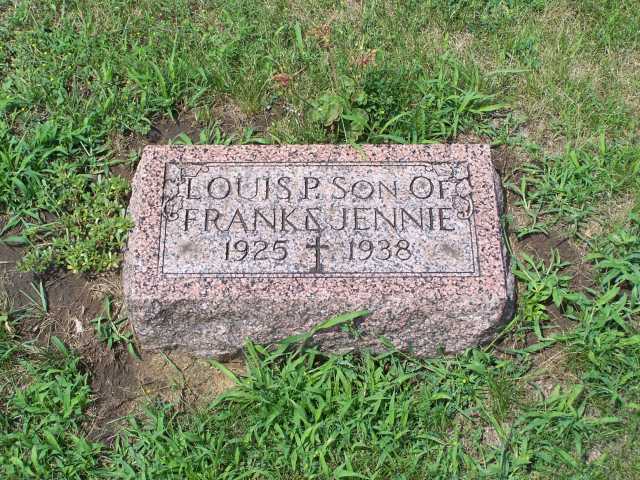 LOUIS P. SON OF
FRANK & JENNIE
1925 1938